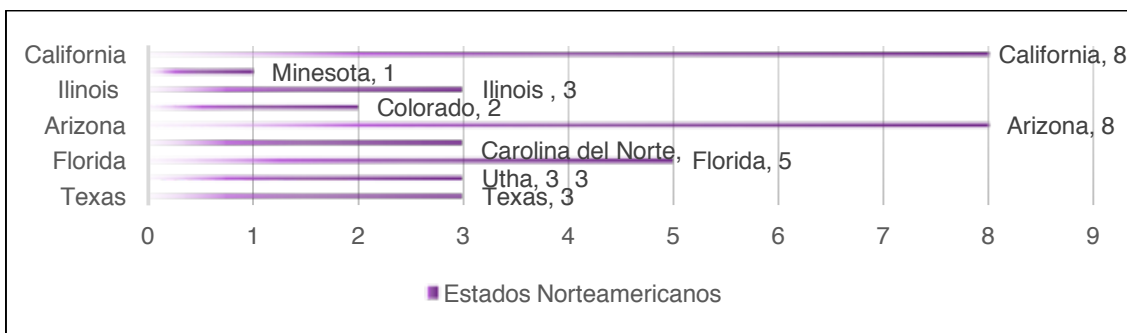 California
California, 8
Minesota, 1
Ilinois
Ilinois , 3
Colorado, 2
Arizona
Arizona, 8
Carolina del Norte,
3
Florida
Florida, 5
Utha, 3
Texas
Texas, 3
0 1 2 3 4 5 6 7 8 9
Estados Norteamericanos